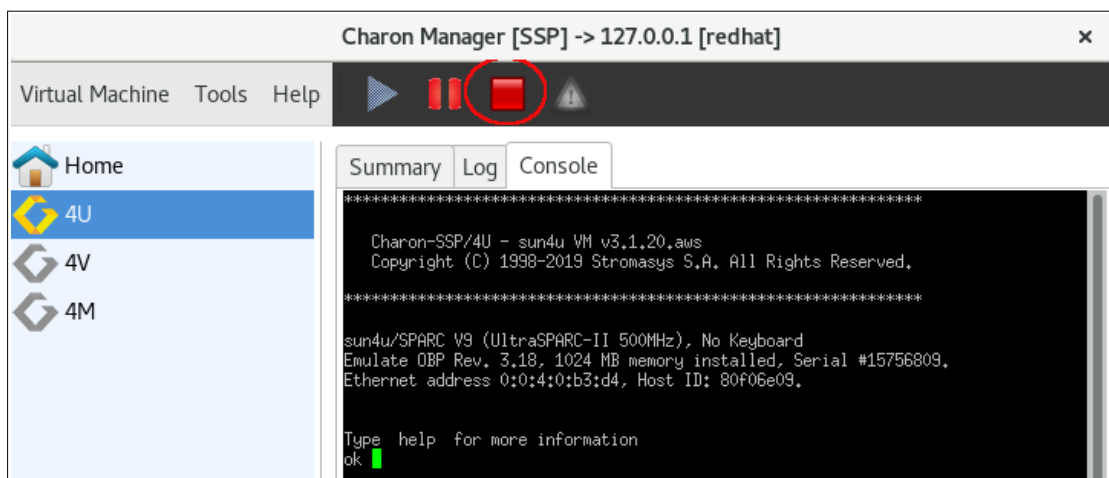 Charon Manager [SSP] -> 127.0.0.1 [redhat] ×
Virtual Machine Tools Help
Home
4U
4V
4M
Summary Log Console
***************************************************************
Charon-SSP/4U - sun4u VM v3.1.20.aws
Copyright (C) 1998-2019 Stromasys S.A. All Rights Reserved.
***************************************************************
sun4u/SPARC V9 (UltraSPARC-II 500MHz), No Keyboard
Emulate OBP Rev. 3.18, 1024 MB memory installed, Serial #15756809.
Ethernet address 0:0:4:0:b3:d4, Host ID: 80f06e09.
Type help for more information
ok